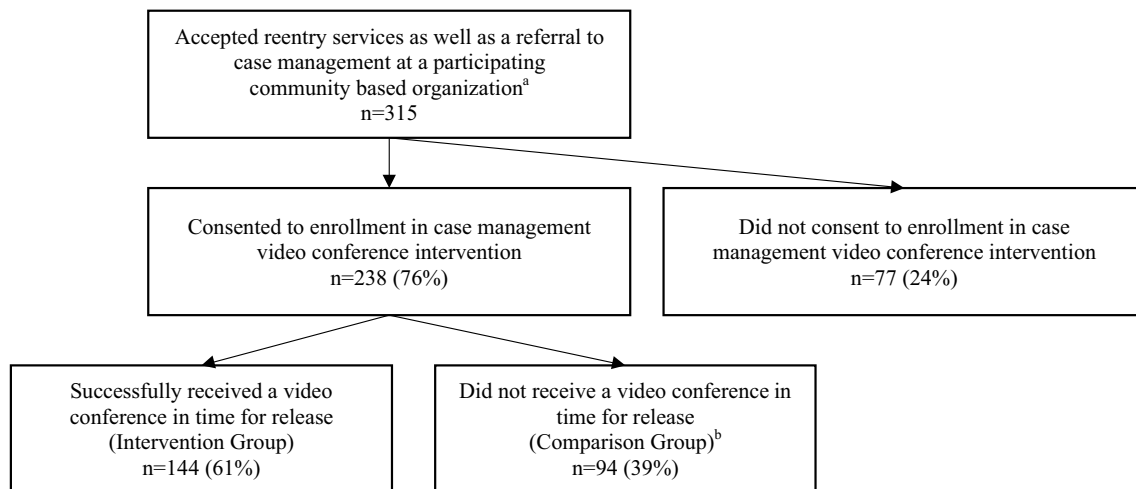 Accepted reentry services as well as a referral to
case management at a participating
community based organizationᵃ
n=315
Consented to enrollment in case management
video conference intervention
n=238 (76%)
Did not consent to enrollment in case
management video conference intervention
n=77 (24%)
Successfully received a video
conference in time for release
(Intervention Group)
n=144 (61%)
Did not receive a video conference in
time for release
(Comparison Group)ᵇ
n=94 (39%)